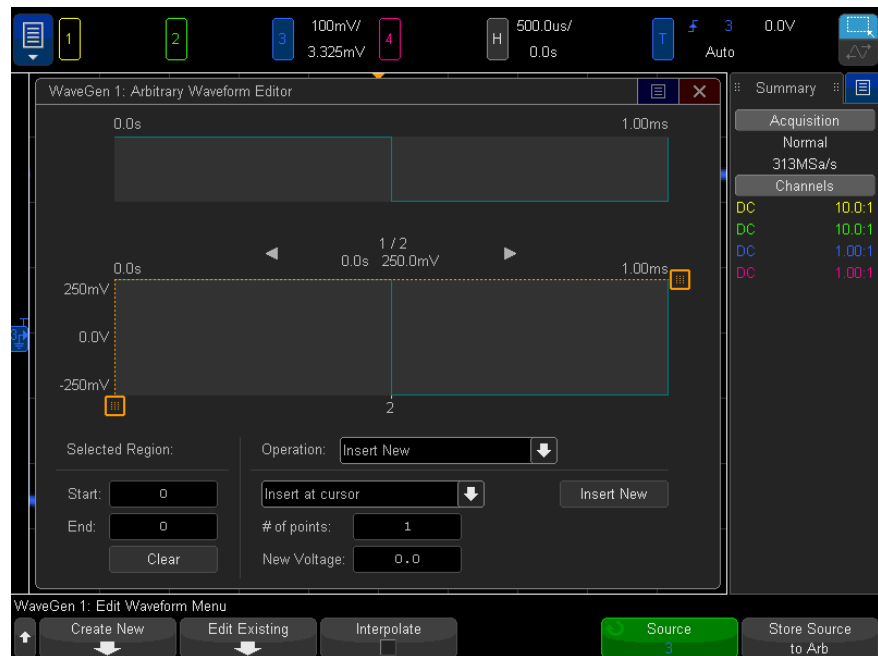 1 2 3 100mV/ 4 H 500.0us/ T 3 0.0V
3.325mV 0.0s Auto
WaveGen 1: Arbitrary Waveform Editor
Summary
0.0s 1.00ms
Acquisition
Normal
313MSa/s
Channels
DC 10.0:1
DC 10.0:1
DC 1.00:1
DC 1.00:1
1 / 2
0.0s 250.0mV
0.0s 1.00ms
250mV
0.0V
-250mV
2
T
3
Selected Region:
Operation: Insert New
Start: 0
Insert at cursor
Insert New
End: 0
# of points: 1
Clear
New Voltage: 0.0
WaveGen 1: Edit Waveform Menu
Create New
Edit Existing
Interpolate
Source
3
Store Source
to Arb